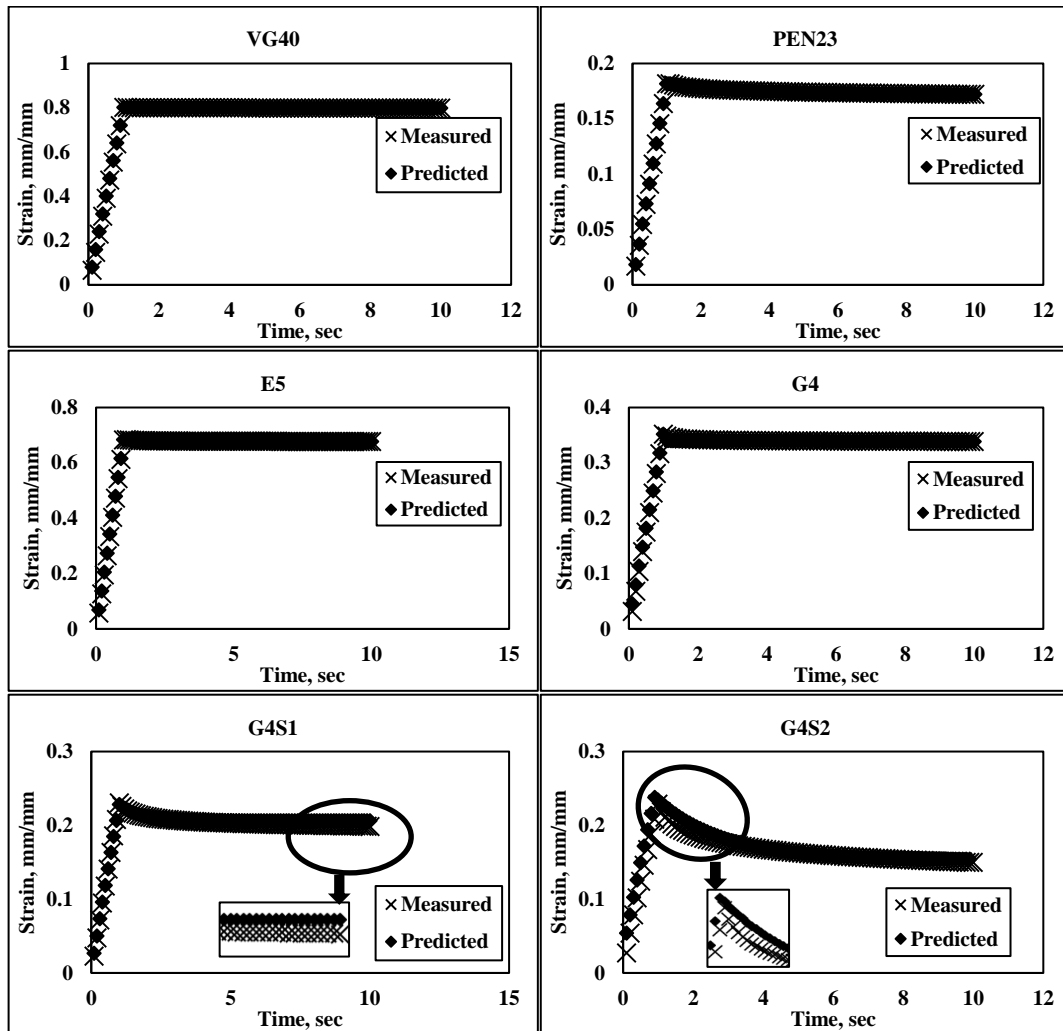 VG40
Strain, mm/mm
1
0.8
0.6
0.4
0.2
0
Measured
Predicted
0 2 4 6 8 10 12
Time, sec
PEN23
Strain, mm/mm
0.2
0.15
0.1
0.05
0
Measured
Predicted
0 2 4 6 8 10 12
Time, sec
E5
Strain, mm/mm
0.8
0.6
0.4
0.2
0
Measured
Predicted
0 5 10 15
Time, sec
G4
Strain, mm/mm
0.4
0.3
0.2
0.1
0
Measured
Predicted
0 2 4 6 8 10 12
Time, sec
G4S1
Strain, mm/mm
0.3
0.2
0.1
0
Measured
Predicted
0 5 10 15
Time, sec
G4S2
Strain, mm/mm
0.3
0.2
0.1
0
Measured
Predicted
0 2 4 6 8 10 12
Time, sec